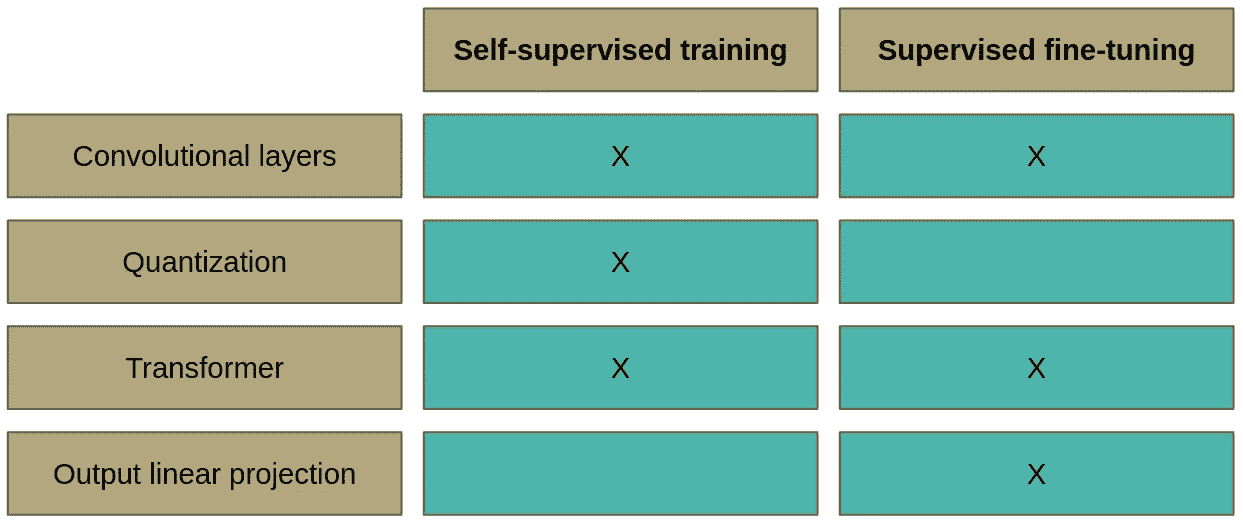 Self-supervised training
Supervised fine-tuning
Convolutional layers
X
X
Quantization
X
Transformer
X
X
Output linear projection
X